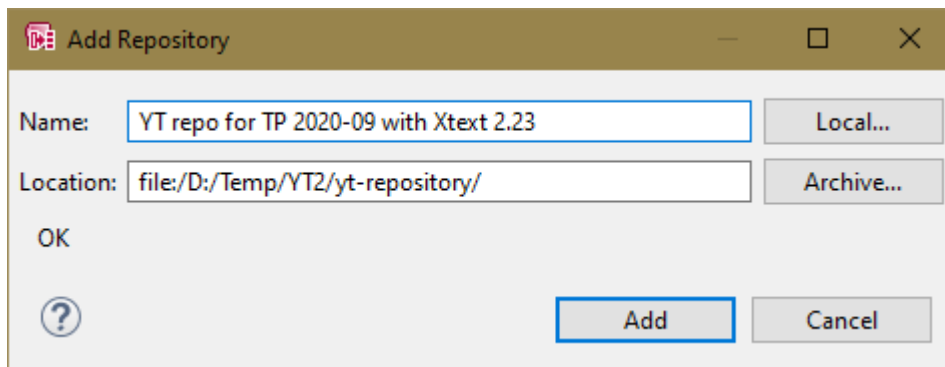 Add Repository
Name: YT repo for TP 2020-09 with Xtext 2.23 Local...
Location: file:/D:/Temp/YT2/yt-repository/ Archive...
OK
? Add Cancel